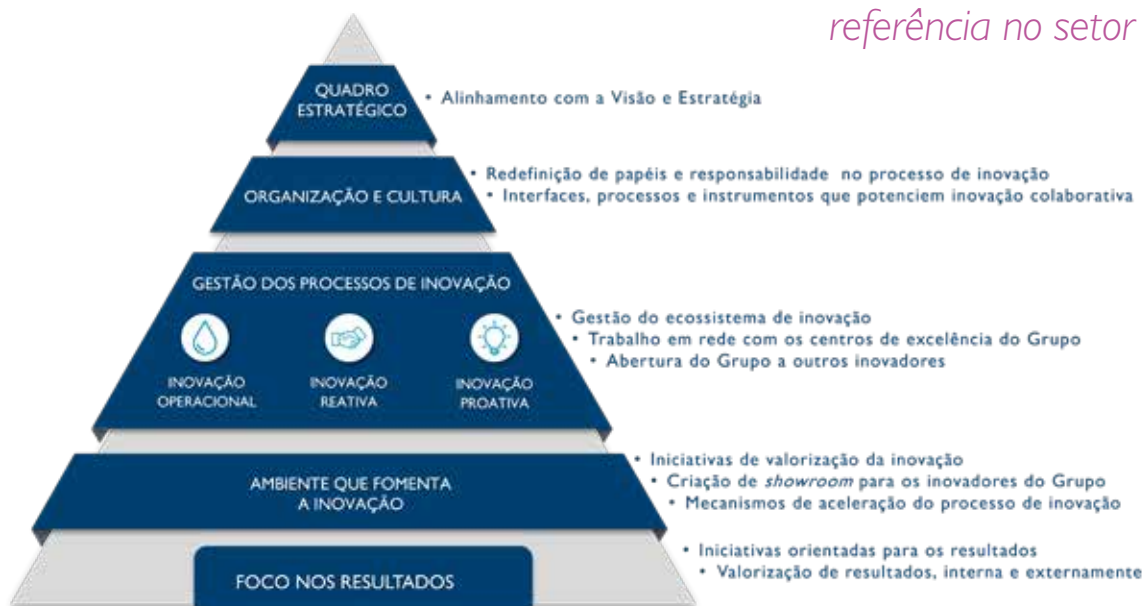 referência no setor
QUADRO
ESTRATÉGICO
• Alinhamento com a Visão e Estratégia
ORGANIZAÇÃO E CULTURA
• Redefinição de papéis e responsabilidade no processo de inovação
• Interfaces, processos e instrumentos que potenciem inovação colaborativa
GESTÃO DOS PROCESSOS DE INOVAÇÃO
INOVAÇÃO
OPERACIONAL
INOVAÇÃO
REATIVA
INOVAÇÃO
PROATIVA
• Gestão do ecossistema de inovação
• Trabalho em rede com os centros de excelência do Grupo
• Abertura do Grupo a outros inovadores
AMBIENTE QUE FOMENTA
A INOVAÇÃO
• Iniciativas de valorização da inovação
• Criação de showroom para os inovadores do Grupo
• Mecanismos de aceleração do processo de inovação
FOCO NOS RESULTADOS
• Iniciativas orientadas para os resultados
• Valorização de resultados, interna e externamente